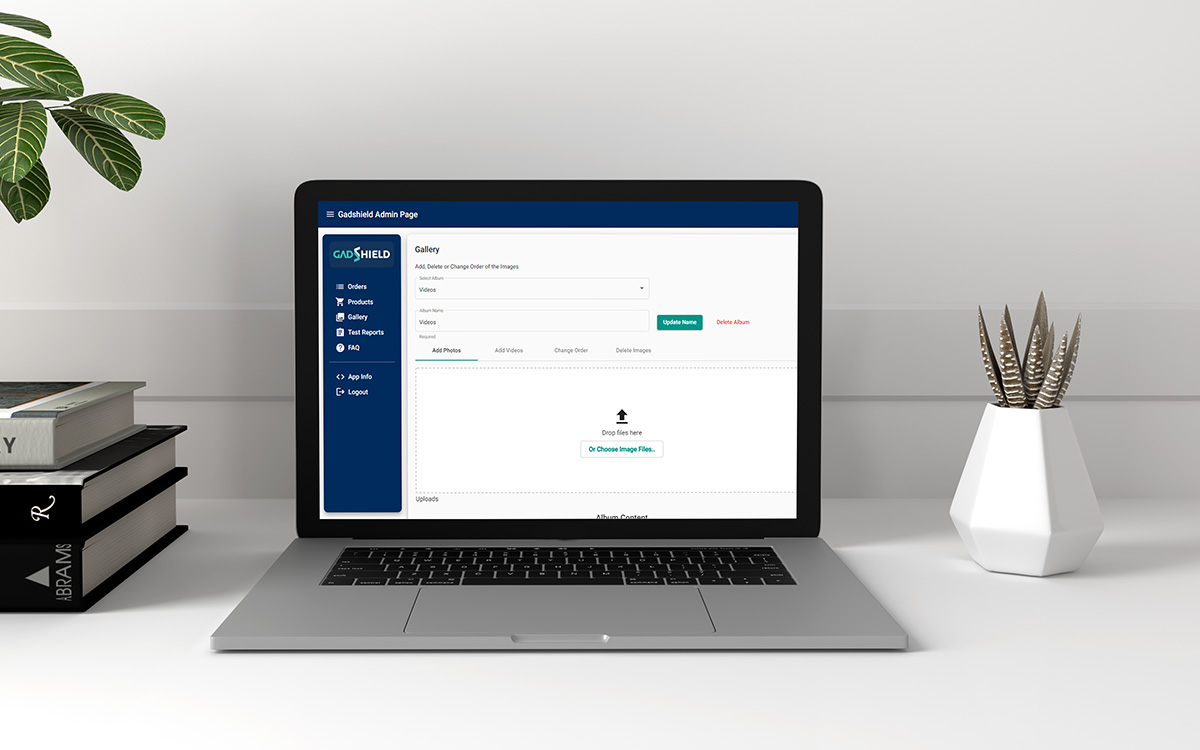 Gadshield Admin Page
GADSHIELD
Orders
Products
Gallery
Test Reports
FAQ
App Info
Logout
Gallery
Add, Delete or Change Order of the Images
Select Album
Videos
Album Name
Videos
Required
Update Name
Delete Album
Add Photos
Add Videos
Change Order
Delete Images
Drop files here
Or Choose Image Files..
Uploads
Album Content
Y
R
ABRAMS